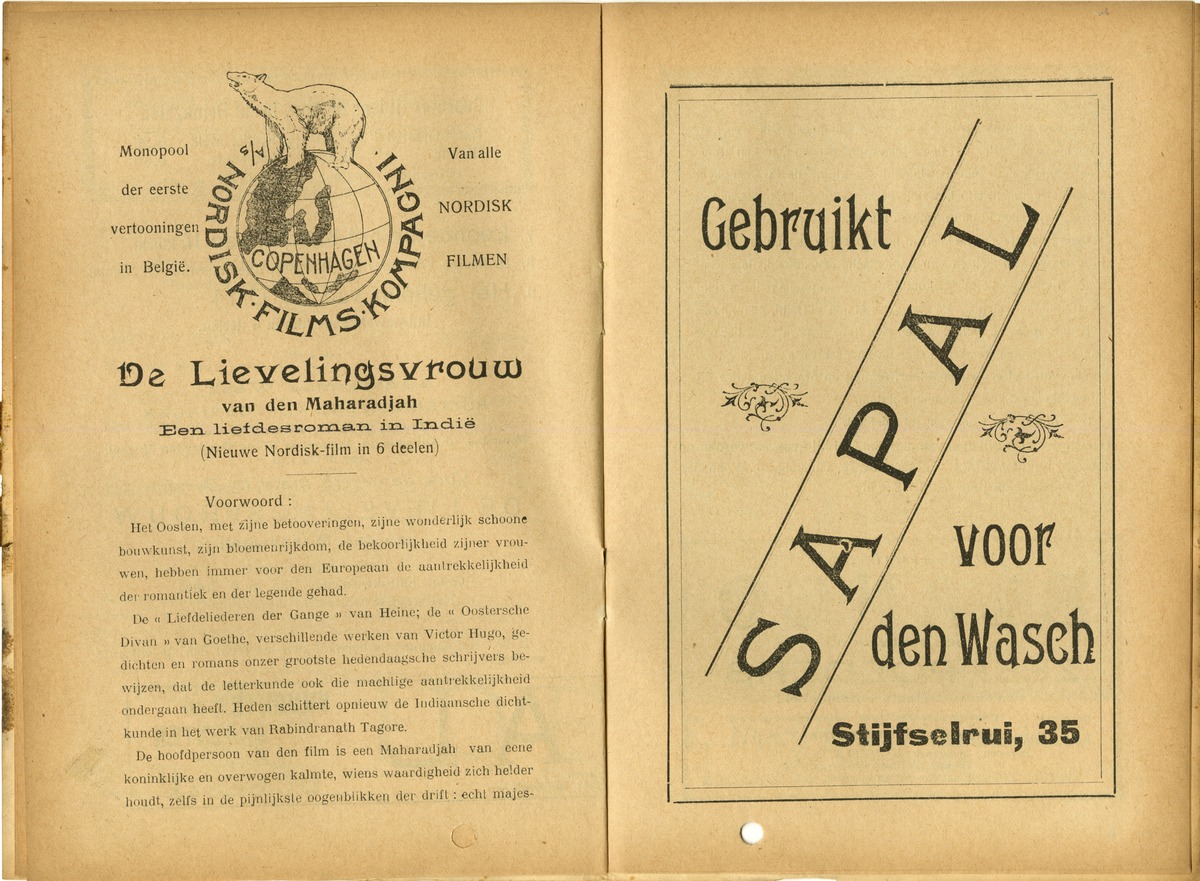 Monopool
der eerste
vertooningen
in België.
A/S NORDISK·FILMS·KOMPAGNI
COPENHAGEN
Van alle
NORDISK
FILMEN
De Lievelingsvrouw
van den Maharadjah
Een liefdesroman in Indië
(Nieuwe Nordisk-film in 6 deelen)
Voorwoord :
Het Oosten, met zijne betooveringen, zijne wonderlijk schoone
bouwkunst, zijn bloemenrijkdom, de bekoorlijkheid zijner vrou-
wen, hebben immer voor den Europeaan de aantrekkelijkheid
der romantiek en der legende gehad.
De « Liefdeliederen der Gange » van Heine; de « Oostersche
Divan » van Goethe, verschillende werken van Victor Hugo, ge-
dichten en romans onzer grootste hedendaagsche schrijvers be-
wijzen, dat de letterkunde ook die machtige aantrekkelijkheid
ondergaan heeft. Heden schittert opnieuw de Indiaansche dicht-
kunde in het werk van Rabindranath Tagore.
De hoofdpersoon van den film is een Maharadjah van eene
koninklijke en overwogen kalmte, wiens waardigheid zich helder
houdt, zelfs in de pijnlijkste oogenblikken der drift : echt majes-
Gebruikt
SAPAL
voor
den Wasch
Stijfselrui, 35